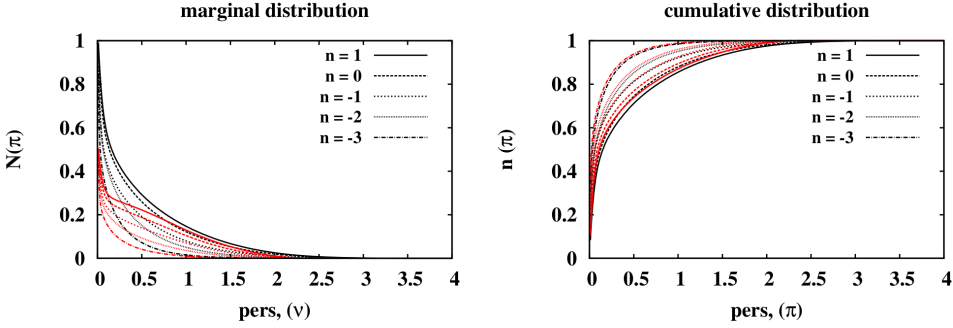 marginal distribution
N(π)
1
0.8
0.6
0.4
0.2
0
n = 1
n = 0
n = -1
n = -2
n = -3
0 0.5 1 1.5 2 2.5 3 3.5 4
pers, (ν)
cumulative distribution
n (π)
1
0.8
0.6
0.4
0.2
0
n = 1
n = 0
n = -1
n = -2
n = -3
0 0.5 1 1.5 2 2.5 3 3.5 4
pers, (π)